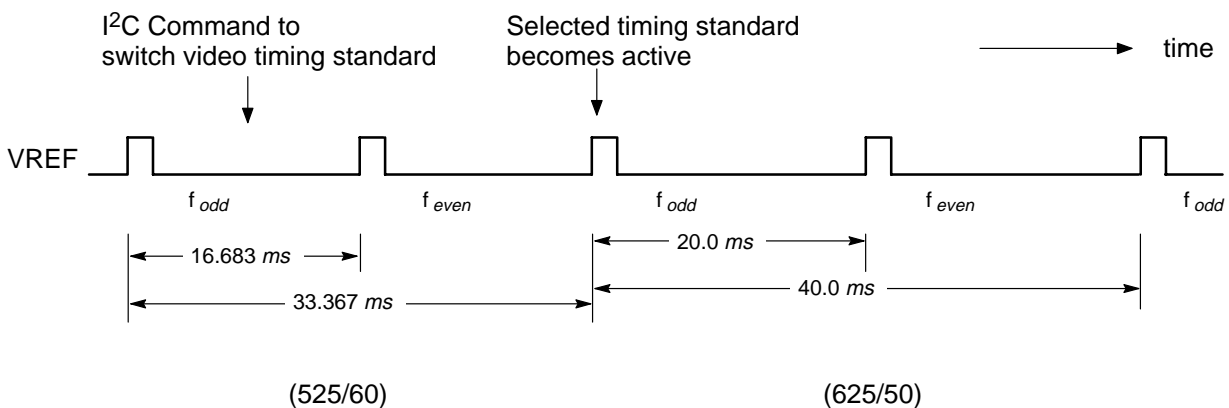 I²C Command to
switch video timing standard
Selected timing standard
becomes active
time
VREF
f odd
f even
f odd
f even
f odd
16.683 ms
20.0 ms
33.367 ms
40.0 ms
(525/60)
(625/50)